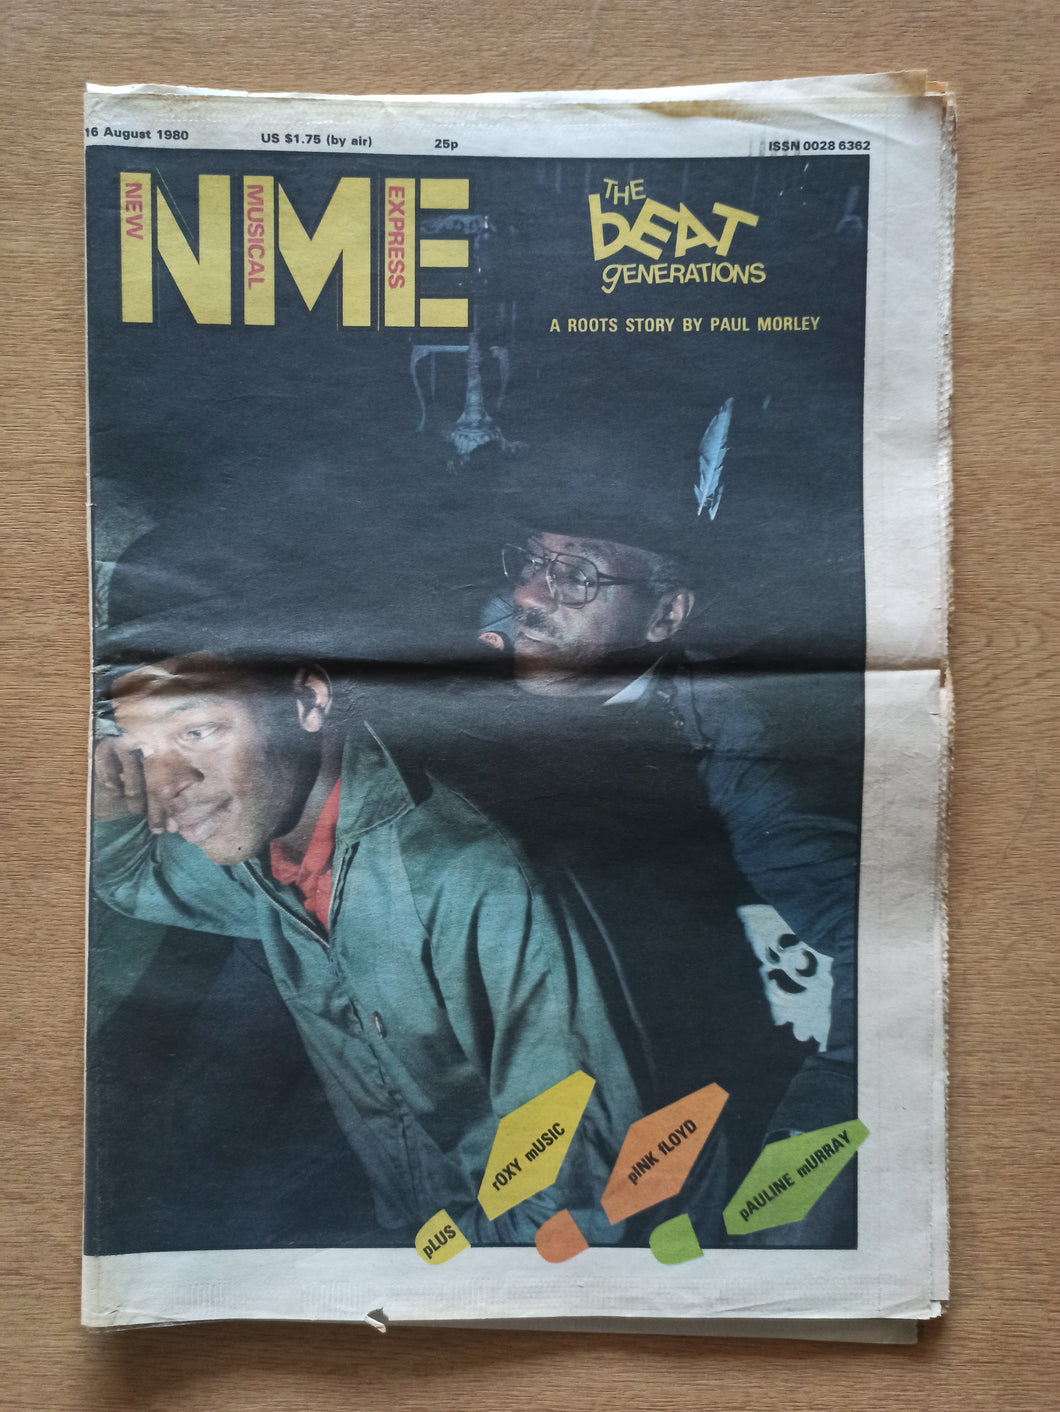 16 August 1980 US $1.75 (by air) 25p ISSN 0028 6362
NME
NEW
MUSICAL
EXPRESS
THE
bEAT
gENERATIONS
A ROOTS STORY BY PAUL MORLEY
pLUS
rOXY mUSIC
pINK fLOYD
pAULINE mURRAY